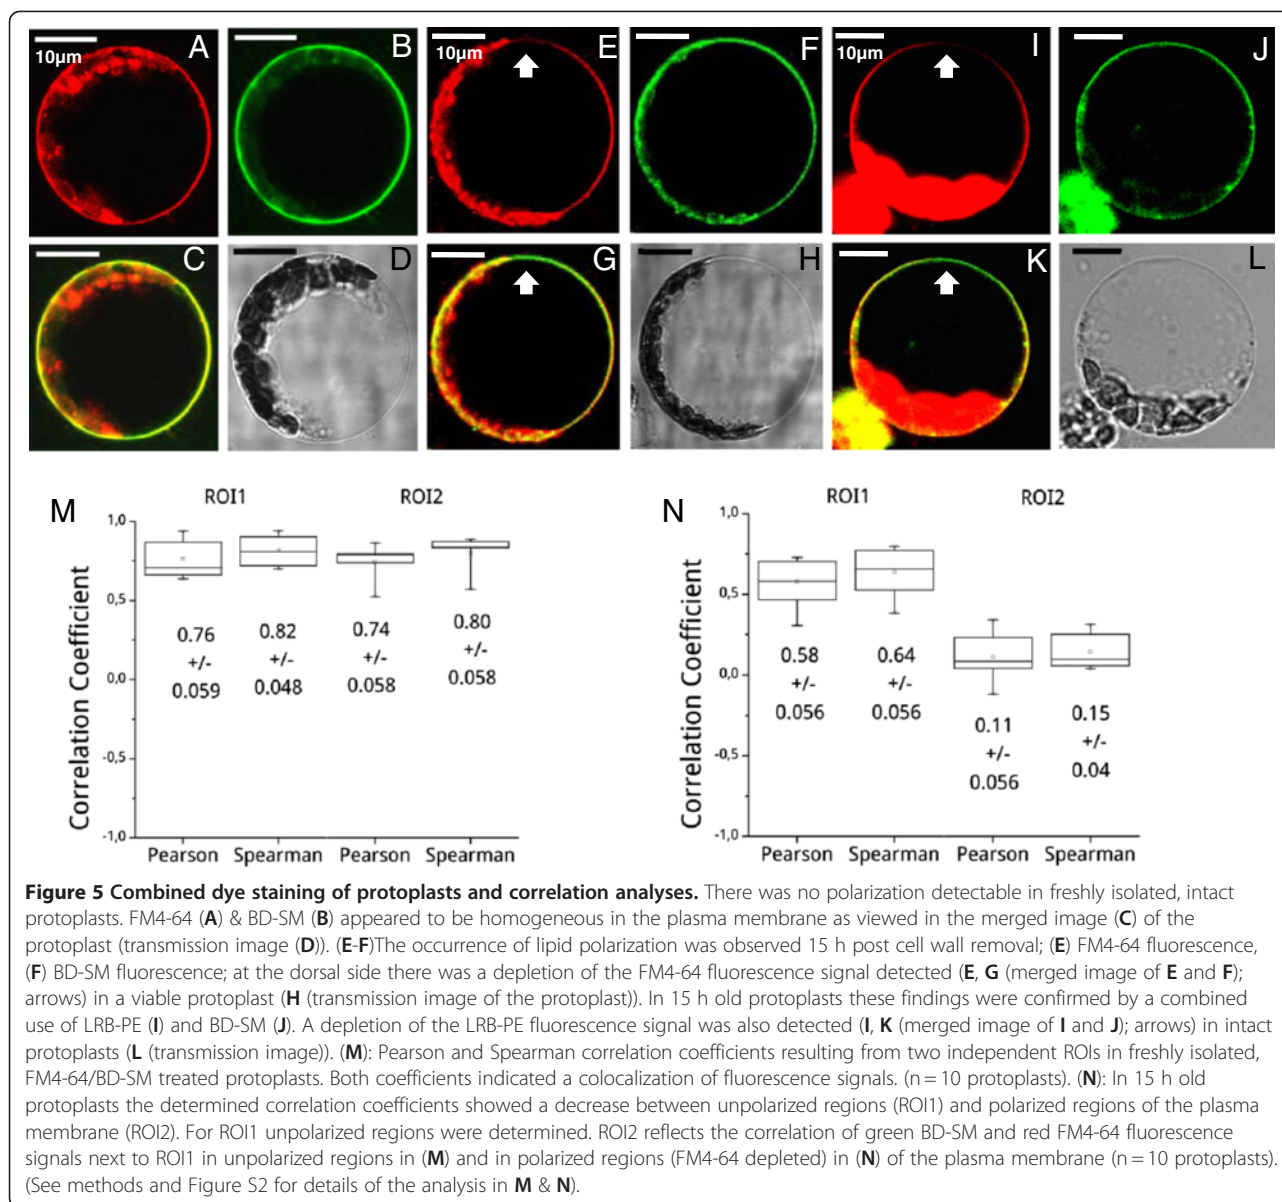 10µm A B 10µm E F 10µm I J
N
C D G H K L
M ROI1 ROI2
1,0
0,5
0,0
-0,5
-1,0
Correlation Coefficient
0.76 +/- 0.059
0.82 +/- 0.048
0.74 +/- 0.058
0.80 +/- 0.058
Pearson Spearman Pearson Spearman
N ROI1 ROI2
1,0
0,5
0,0
-0,5
-1,0
Correlation Coefficient
0.58 +/- 0.056
0.64 +/- 0.056
0.11 +/- 0.056
0.15 +/- 0.04
Pearson Spearman Pearson Spearman
Figure 5 Combined dye staining of protoplasts and correlation analyses. There was no polarization detectable in freshly isolated, intact
protoplasts. FM4-64 (A) & BD-SM (B) appeared to be homogeneous in the plasma membrane as viewed in the merged image (C) of the
protoplast (transmission image (D)). (E-F)The occurrence of lipid polarization was observed 15 h post cell wall removal; (E) FM4-64 fluorescence,
(F) BD-SM fluorescence; at the dorsal side there was a depletion of the FM4-64 fluorescence signal detected (E, G (merged image of E and F);
arrows) in a viable protoplast (H (transmission image of the protoplast)). In 15 h old protoplasts these findings were confirmed by a combined
use of LRB-PE (I) and BD-SM (J). A depletion of the LRB-PE fluorescence signal was also detected (I, K (merged image of I and J); arrows) in intact
protoplasts (L (transmission image)). (M): Pearson and Spearman correlation coefficients resulting from two independent ROIs in freshly isolated,
FM4-64/BD-SM treated protoplasts. Both coefficients indicated a colocalization of fluorescence signals. (n = 10 protoplasts). (N): In 15 h old
protoplasts the determined correlation coefficients showed a decrease between unpolarized regions (ROI1) and polarized regions of the plasma
membrane (ROI2). For ROI1 unpolarized regions were determined. ROI2 reflects the correlation of green BD-SM and red FM4-64 fluorescence
signals next to ROI1 in unpolarized regions in (M) and in polarized regions (FM4-64 depleted) in (N) of the plasma membrane (n = 10 protoplasts).
(See methods and Figure S2 for details of the analysis in M & N).